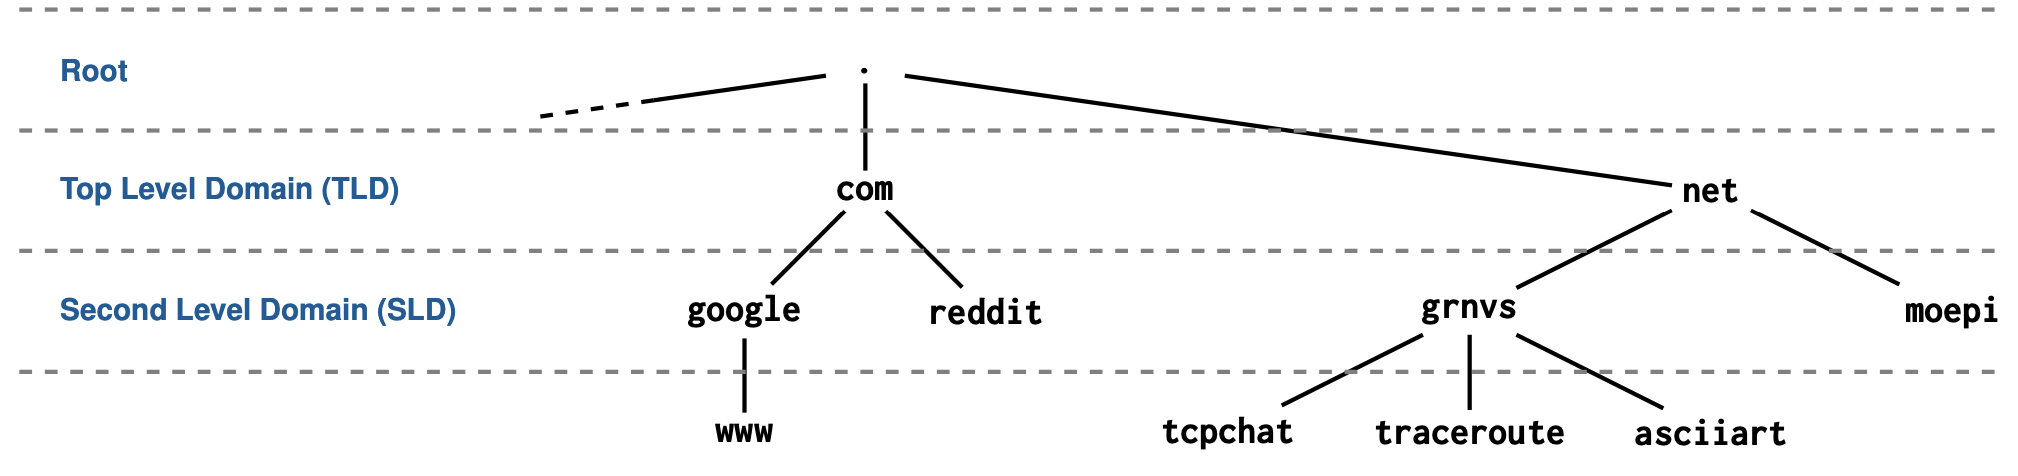 Root .
Top Level Domain (TLD) com net
Second Level Domain (SLD) google reddit grnvs moepi
www tcpchat traceroute asciiart